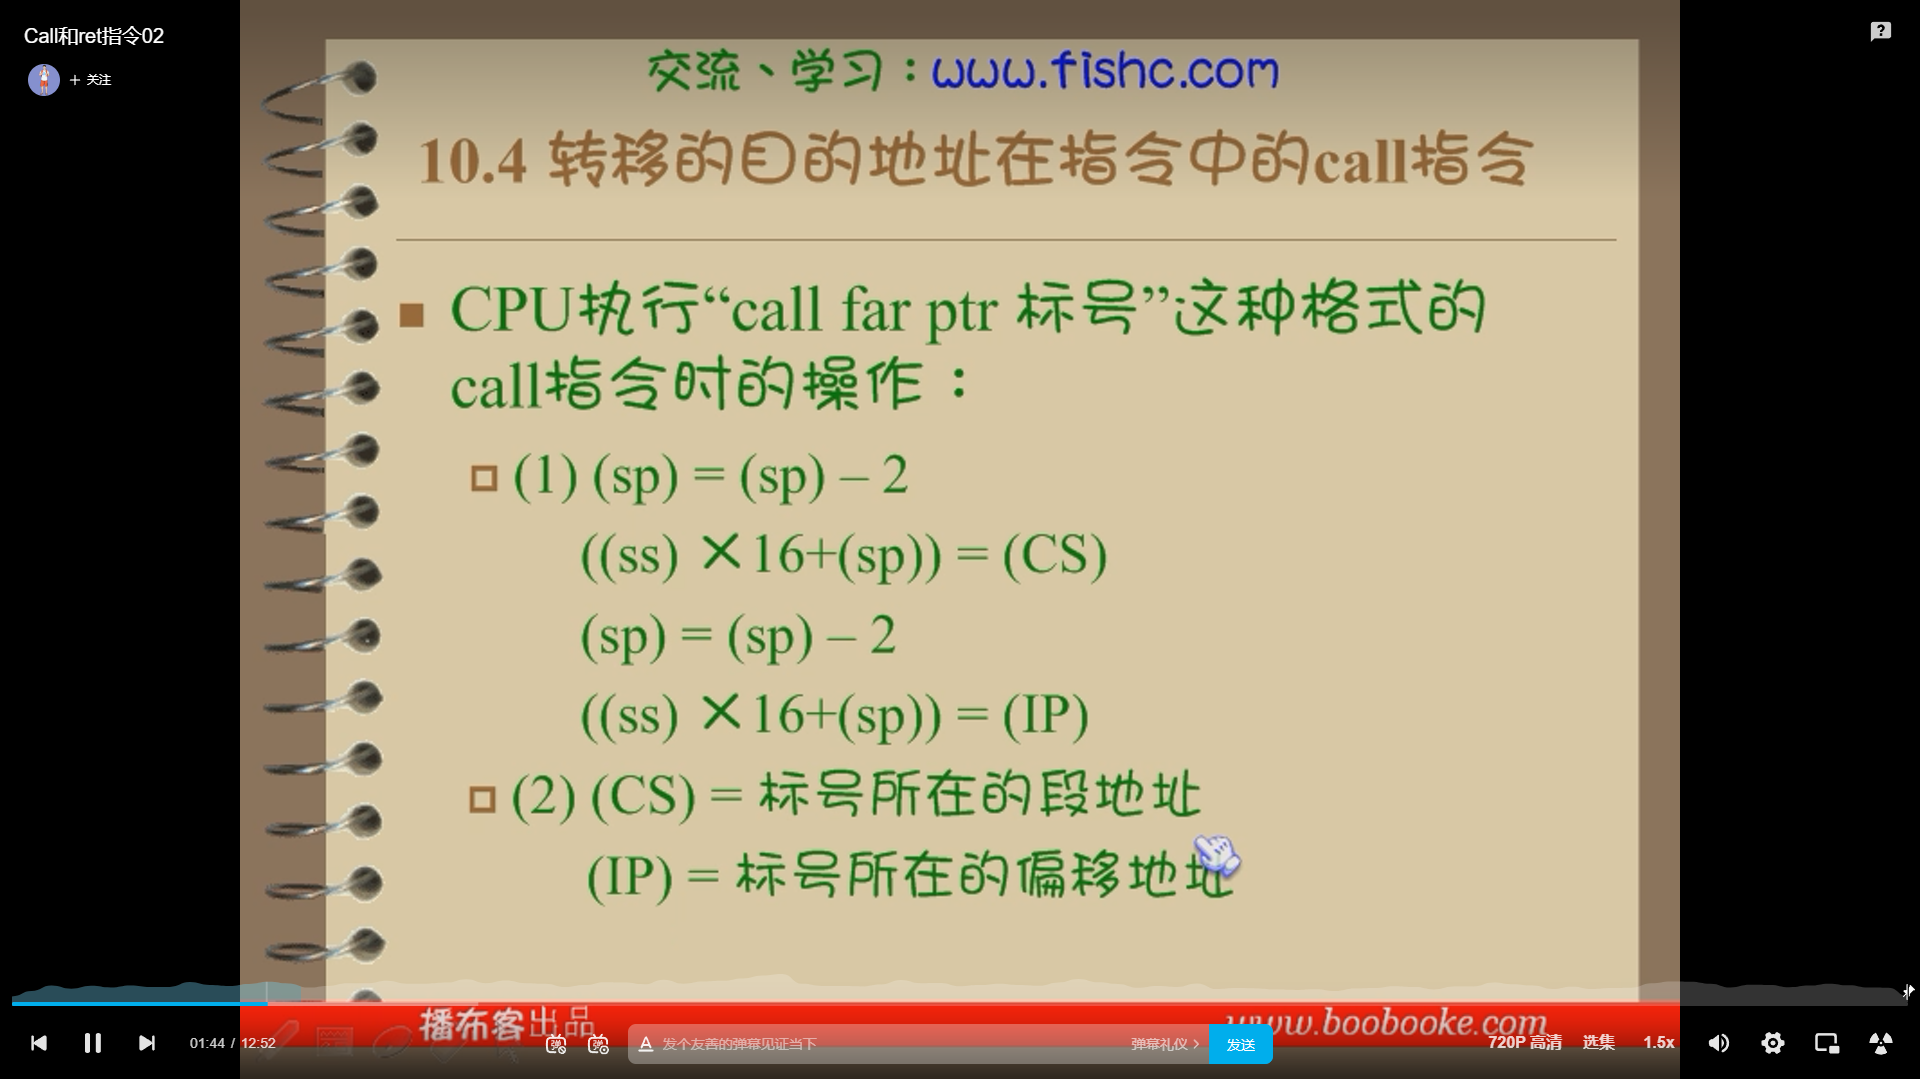 Call和ret指令02
+ 关注
交流、学习：www.fishc.com
10.4 转移的目的地址在指令中的call指令
CPU执行“call far ptr 标号”这种格式的
call指令时的操作：
(1) (sp) = (sp) – 2
((ss) ×16+(sp)) = (CS)
(sp) = (sp) – 2
((ss) ×16+(sp)) = (IP)
(2) (CS) = 标号所在的段地址
(IP) = 标号所在的偏移地址
播布客出品
www.boobooke.com
01:44 / 12:52
弹
弹
A 发个友善的弹幕见证当下
弹幕礼仪 >
发送
720P 高清
选集
1.5x